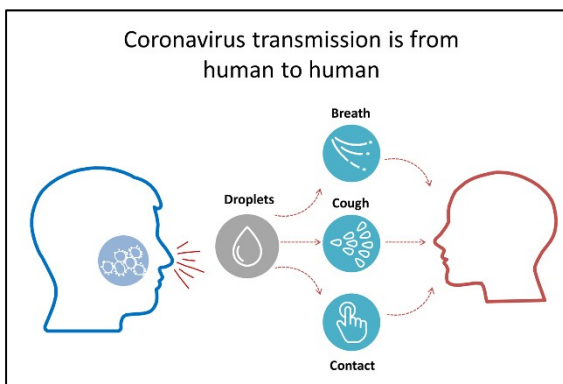 Coronavirus transmission is from
human to human
Breath
Droplets
Cough
Contact